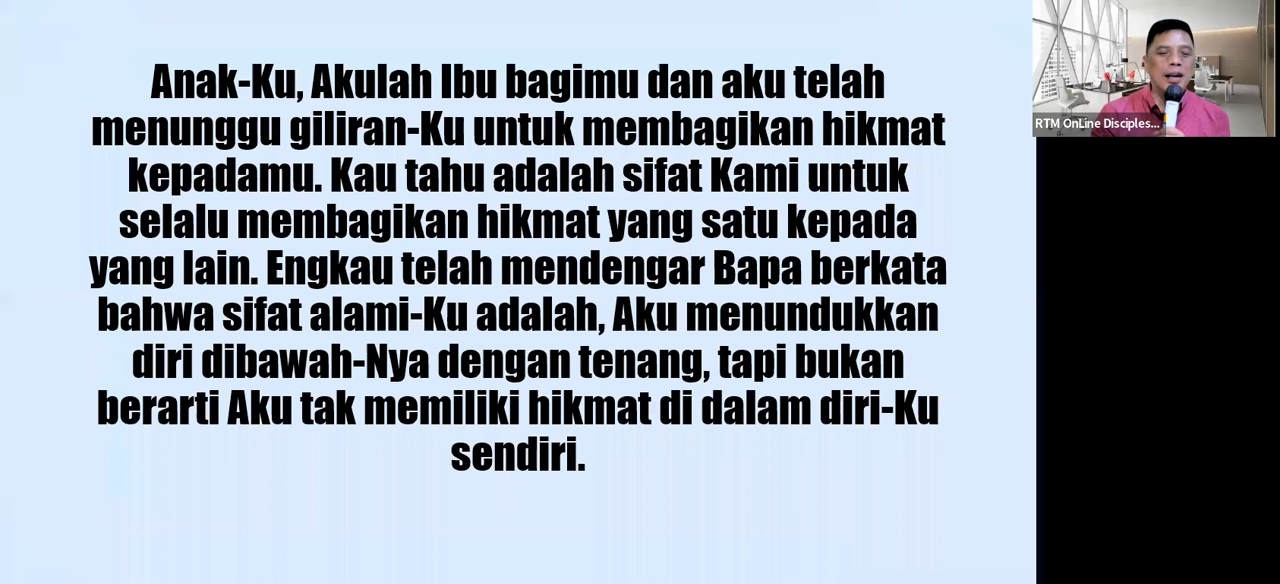 Anak-Ku, Akulah Ibu bagimu dan aku telah
menunggu giliran-Ku untuk membagikan hikmat
kepadamu. Kau tahu adalah sifat Kami untuk
selalu membagikan hikmat yang satu kepada
yang lain. Engkau telah mendengar Bapa berkata
bahwa sifat alami-Ku adalah, Aku menundukkan
diri dibawah-Nya dengan tenang, tapi bukan
berarti Aku tak memiliki hikmat di dalam diri-Ku
sendiri.
RTM OnLine Disciples...